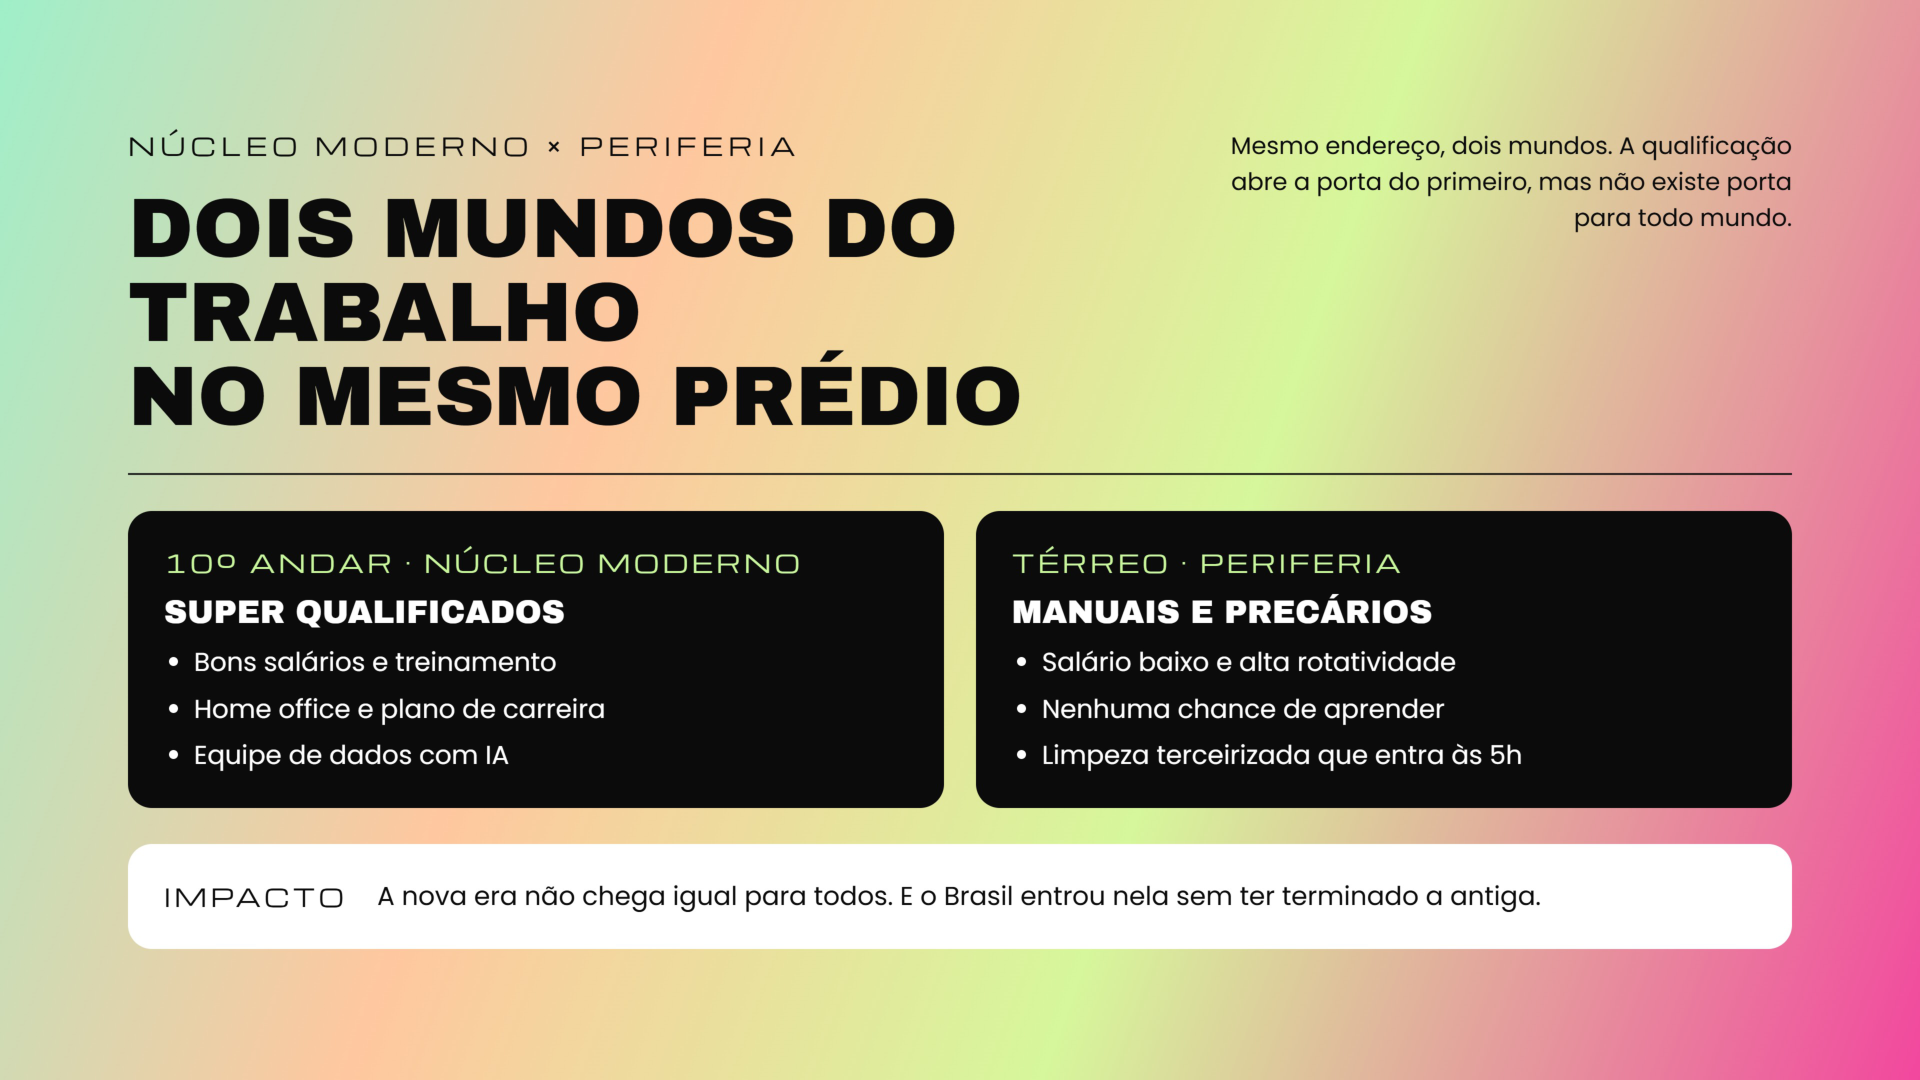 NÚCLEO MODERNO × PERIFERIA
DOIS MUNDOS DO
TRABALHO
NO MESMO PRÉDIO
Mesmo endereço, dois mundos. A qualificação
abre a porta do primeiro, mas não existe porta
para todo mundo.
10º ANDAR · NÚCLEO MODERNO
SUPER QUALIFICADOS
• Bons salários e treinamento
• Home office e plano de carreira
• Equipe de dados com IA
TÉRREO · PERIFERIA
MANUAIS E PRECÁRIOS
• Salário baixo e alta rotatividade
• Nenhuma chance de aprender
• Limpeza terceirizada que entra às 5h
IMPACTO A nova era não chega igual para todos. E o Brasil entrou nela sem ter terminado a antiga.